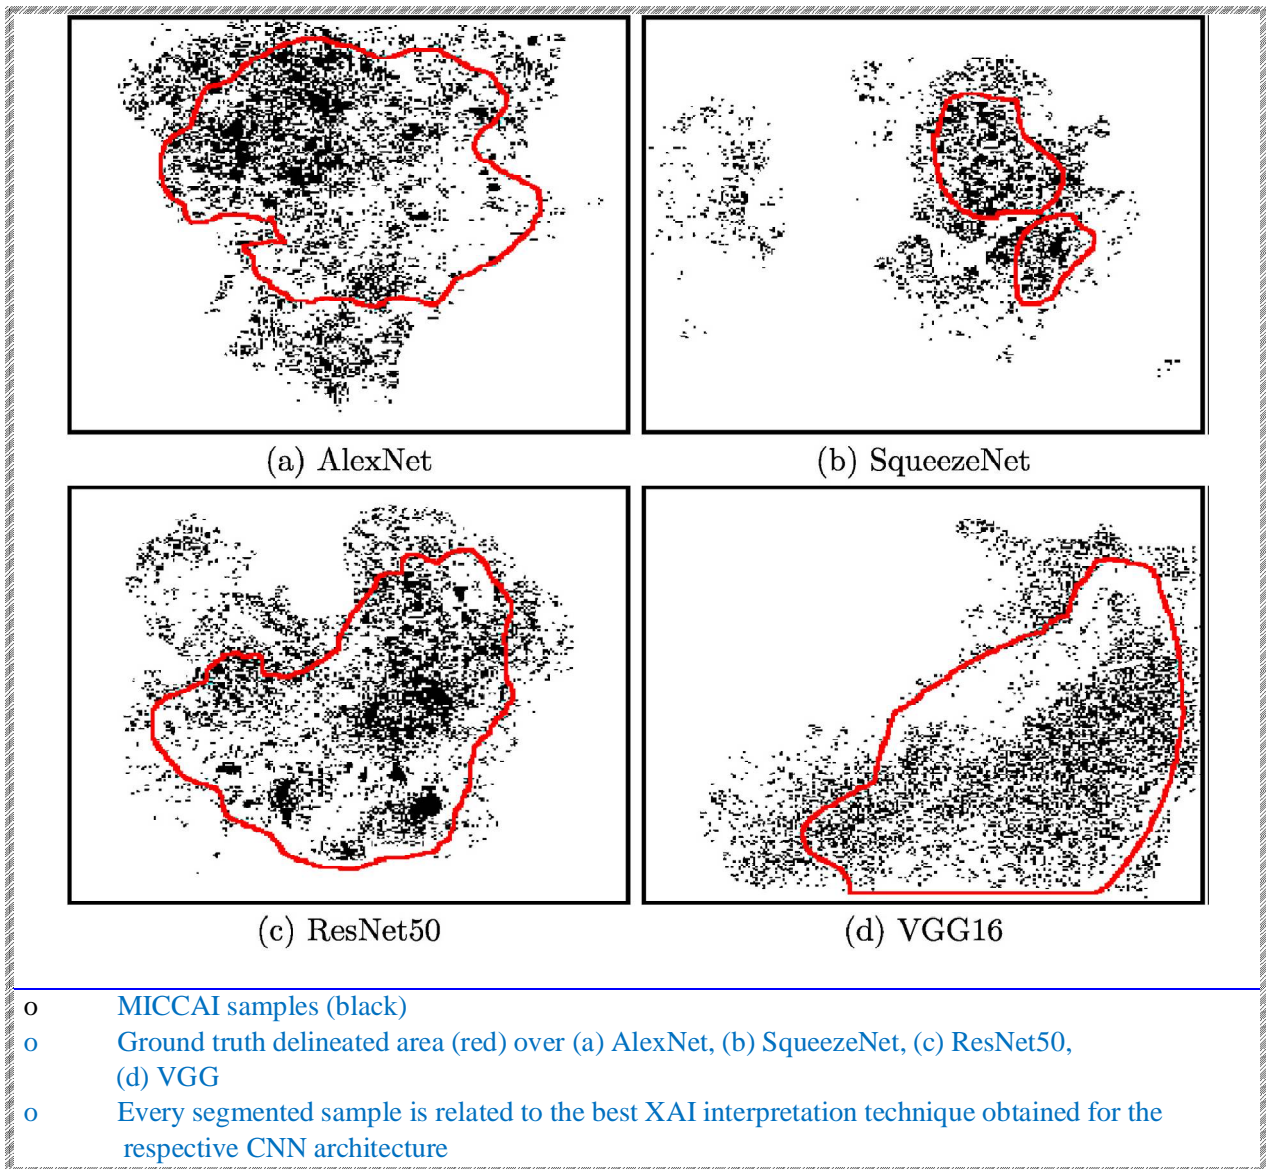 (a) AlexNet
(b) SqueezeNet
(c) ResNet50
(d) VGG16
o MICCAI samples (black)
o Ground truth delineated area (red) over (a) AlexNet, (b) SqueezeNet, (c) ResNet50,
(d) VGG
o Every segmented sample is related to the best XAI interpretation technique obtained for the
respective CNN architecture